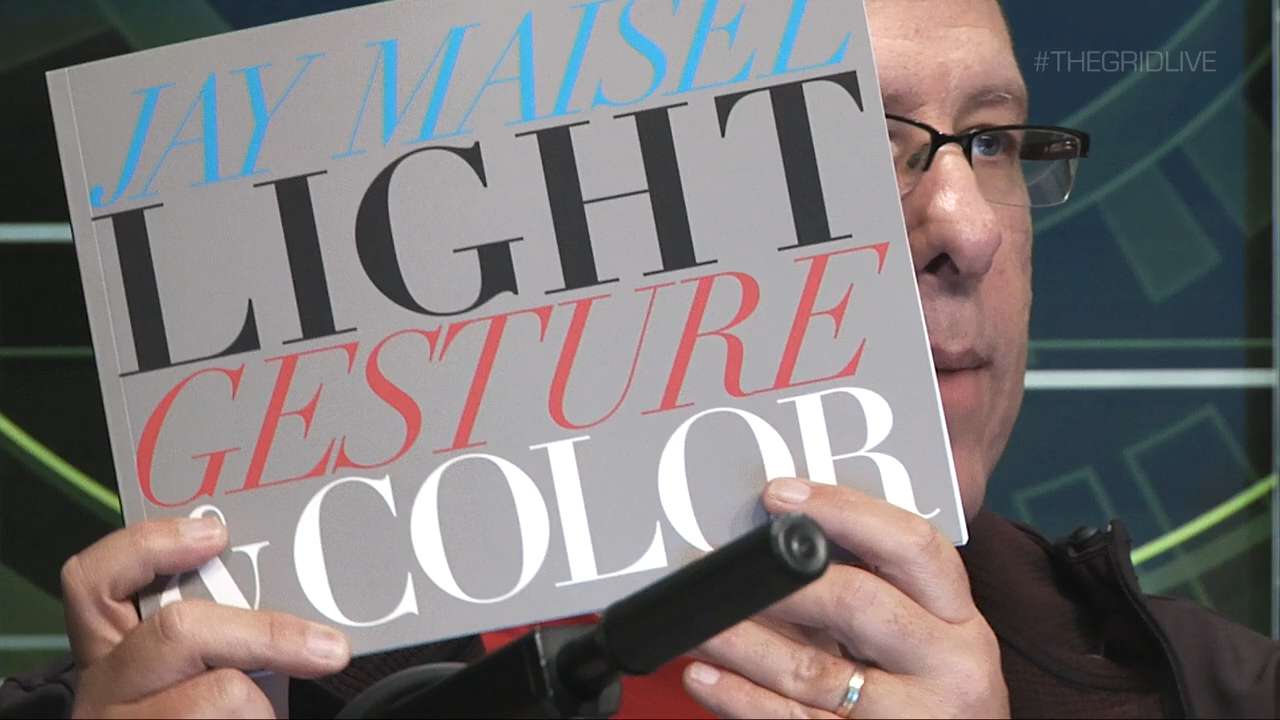 #THEGRIDLIVE
JAY MAISEL
LIGHT
GESTURE
& COLOR